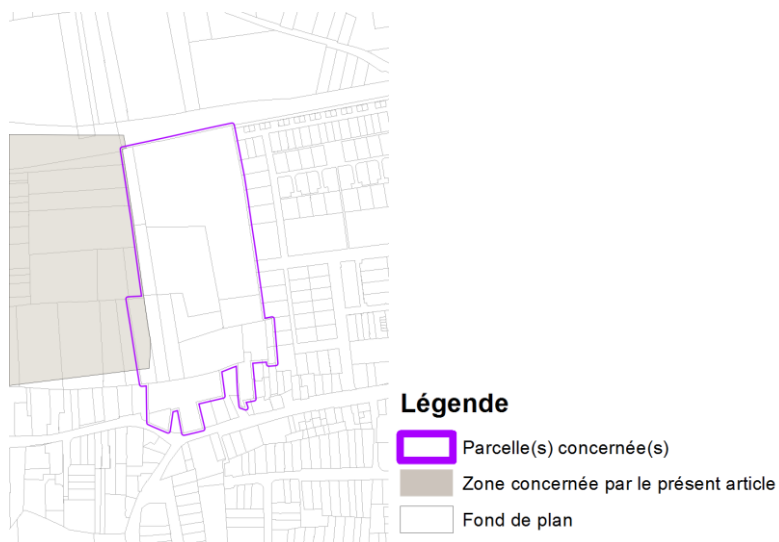 Légende
Parcelle(s) concernée(s)
Zone concernée par le présent article
Fond de plan